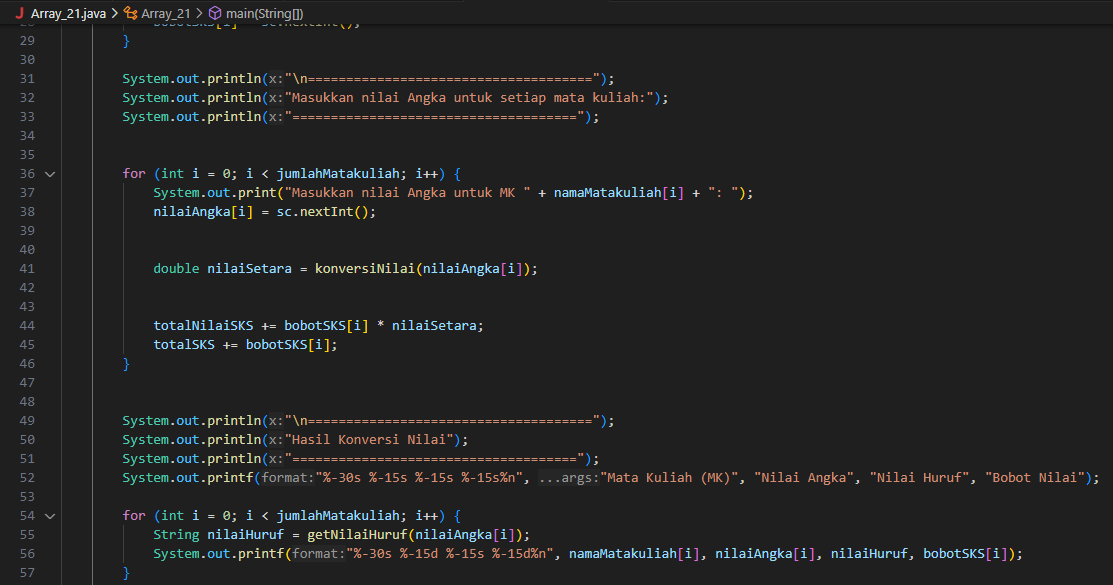 Array_21.java > Array_21 > main(String[])
28 bobotSKS[i] = sc.nextInt();
29 }
30
31 System.out.println(x:"\n=====================================");
32 System.out.println(x:"Masukkan nilai Angka untuk setiap mata kuliah:");
33 System.out.println(x:"=====================================");
34
35
36 for (int i = 0; i < jumlahMatakuliah; i++) {
37 System.out.print("Masukkan nilai Angka untuk MK " + namaMatakuliah[i] + ": ");
38 nilaiAngka[i] = sc.nextInt();
39
40
41 double nilaiSetara = konversiNilai(nilaiAngka[i]);
42
43
44 totalNilaiSKS += bobotSKS[i] * nilaiSetara;
45 totalSKS += bobotSKS[i];
46 }
47
48
49 System.out.println(x:"\n=====================================");
50 System.out.println(x:"Hasil Konversi Nilai");
51 System.out.println(x:"=====================================");
52 System.out.printf(format:"%-30s %-15s %-15s %-15s%n", ...args:"Mata Kuliah (MK)", "Nilai Angka", "Nilai Huruf", "Bobot Nilai");
53
54 for (int i = 0; i < jumlahMatakuliah; i++) {
55 String nilaiHuruf = getNilaiHuruf(nilaiAngka[i]);
56 System.out.printf(format:"%-30s %-15d %-15s %-15d%n", namaMatakuliah[i], nilaiAngka[i], nilaiHuruf, bobotSKS[i]);
57 }